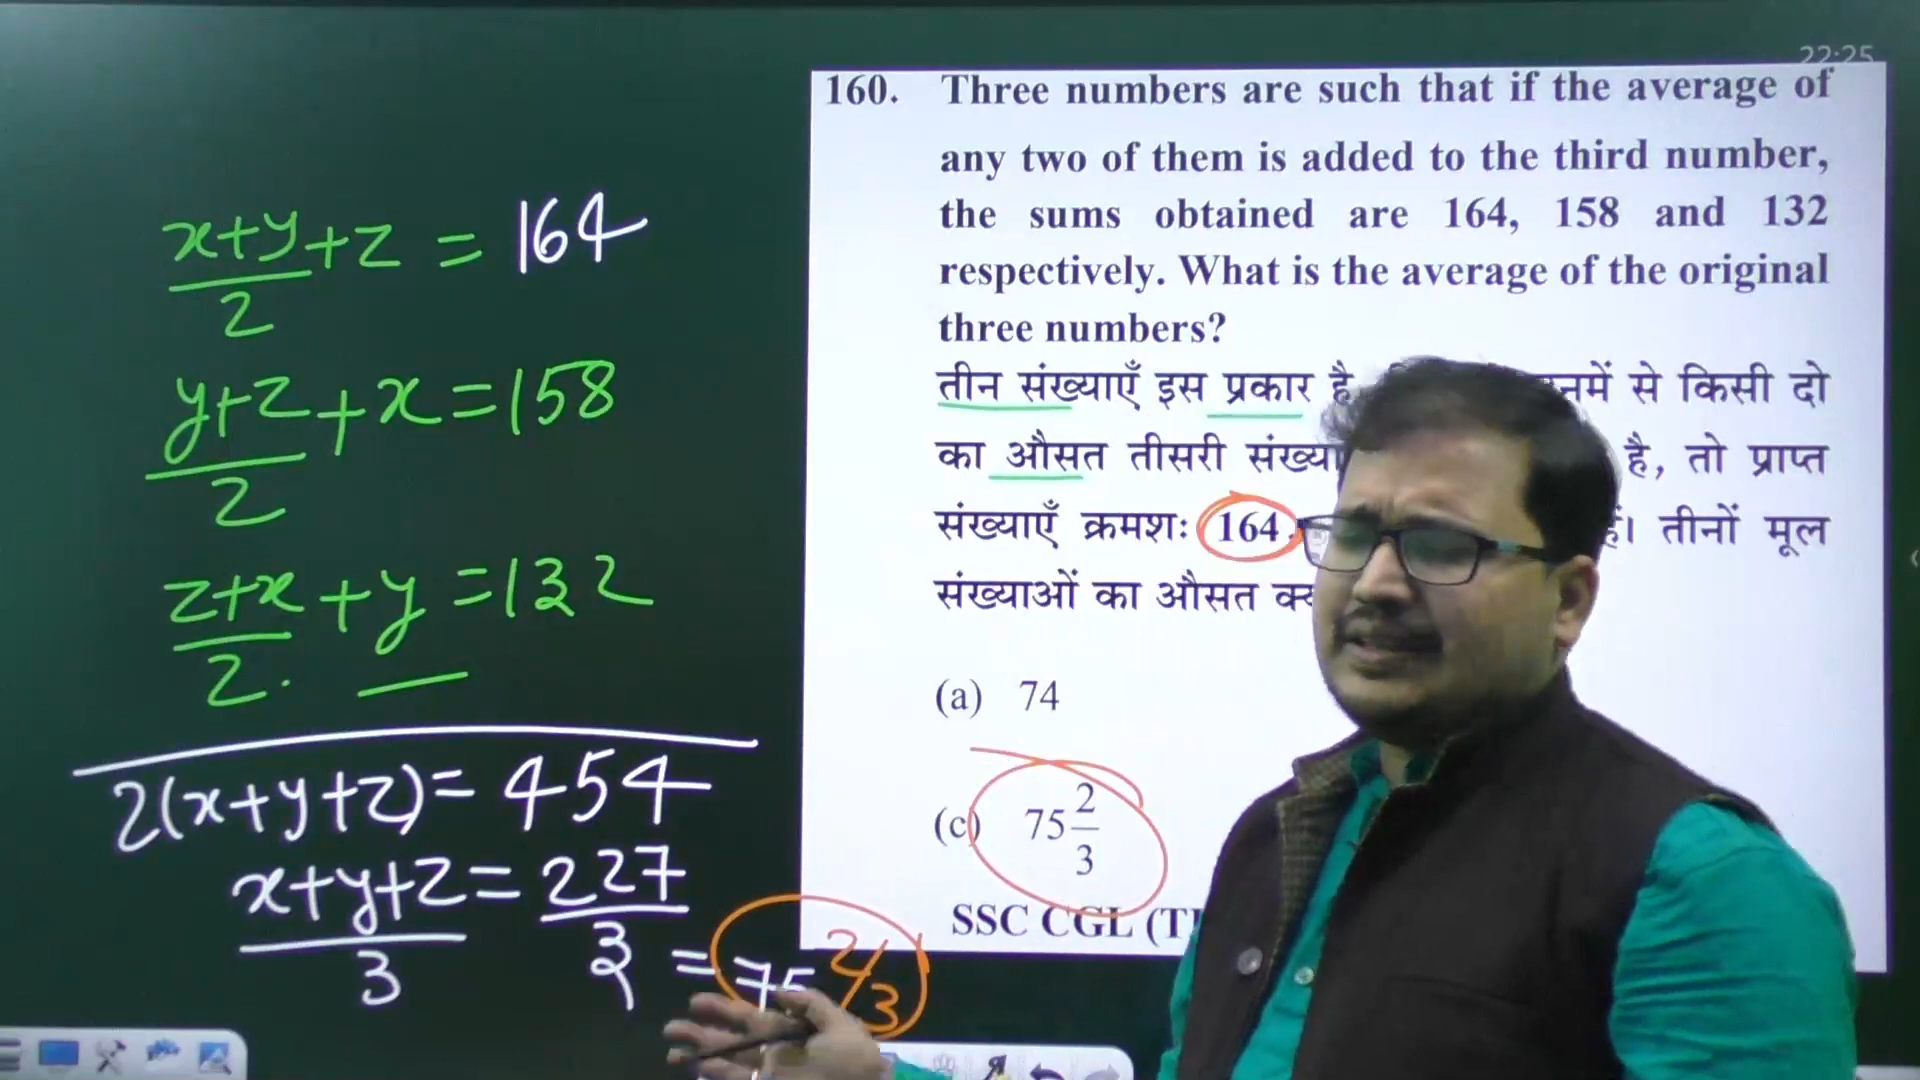 22:25
160. Three numbers are such that if the average of
any two of them is added to the third number,
the sums obtained are 164, 158 and 132
respectively. What is the average of the original
three numbers?
तीन संख्याएँ इस प्रकार है से किसी दो
का औसत तीसरी है, तो प्राप्त
संख्याएँ क्रमशः 164 तीनों मूल
संख्याओं का औसत
(a) 74
(c) 75 2/3
SSC CGL
x+y/2 + z = 164
y+z/2 + x = 158
z+x/2 + y = 132
2(x+y+z) = 454
x+y+z/3 = 227/3 = 75 2/3